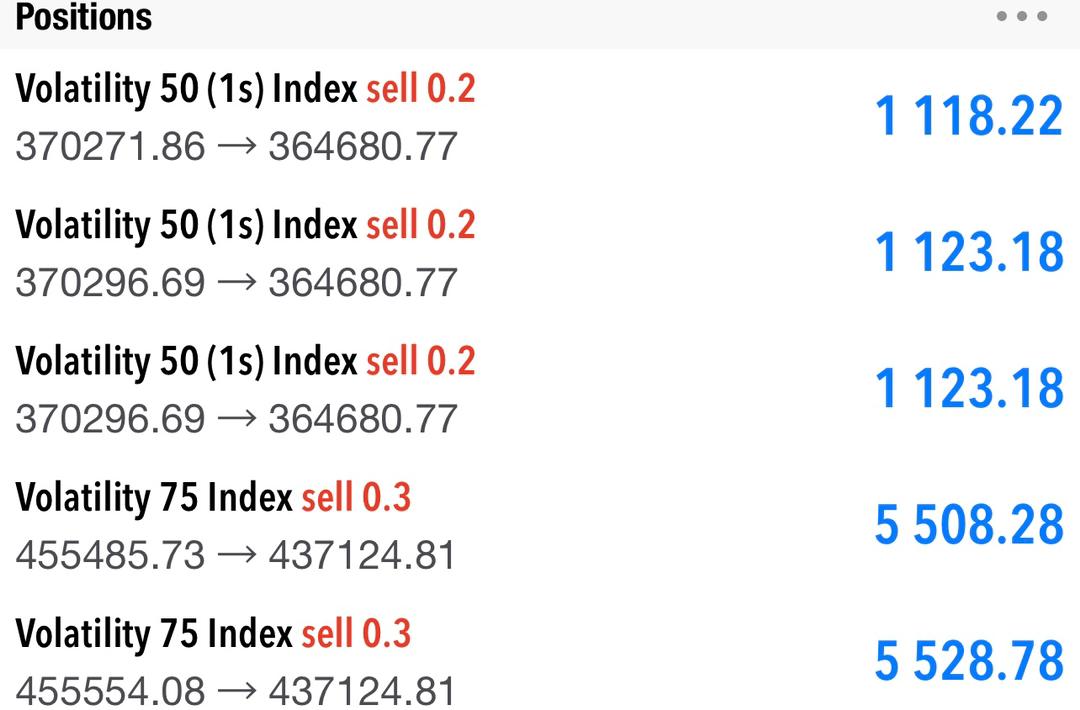 Positions
Volatility 50 (1s) Index sell 0.2
370271.86 → 364680.77
1 118.22
Volatility 50 (1s) Index sell 0.2
370296.69 → 364680.77
1 123.18
Volatility 50 (1s) Index sell 0.2
370296.69 → 364680.77
1 123.18
Volatility 75 Index sell 0.3
455485.73 → 437124.81
5 508.28
Volatility 75 Index sell 0.3
455554.08 → 437124.81
5 528.78